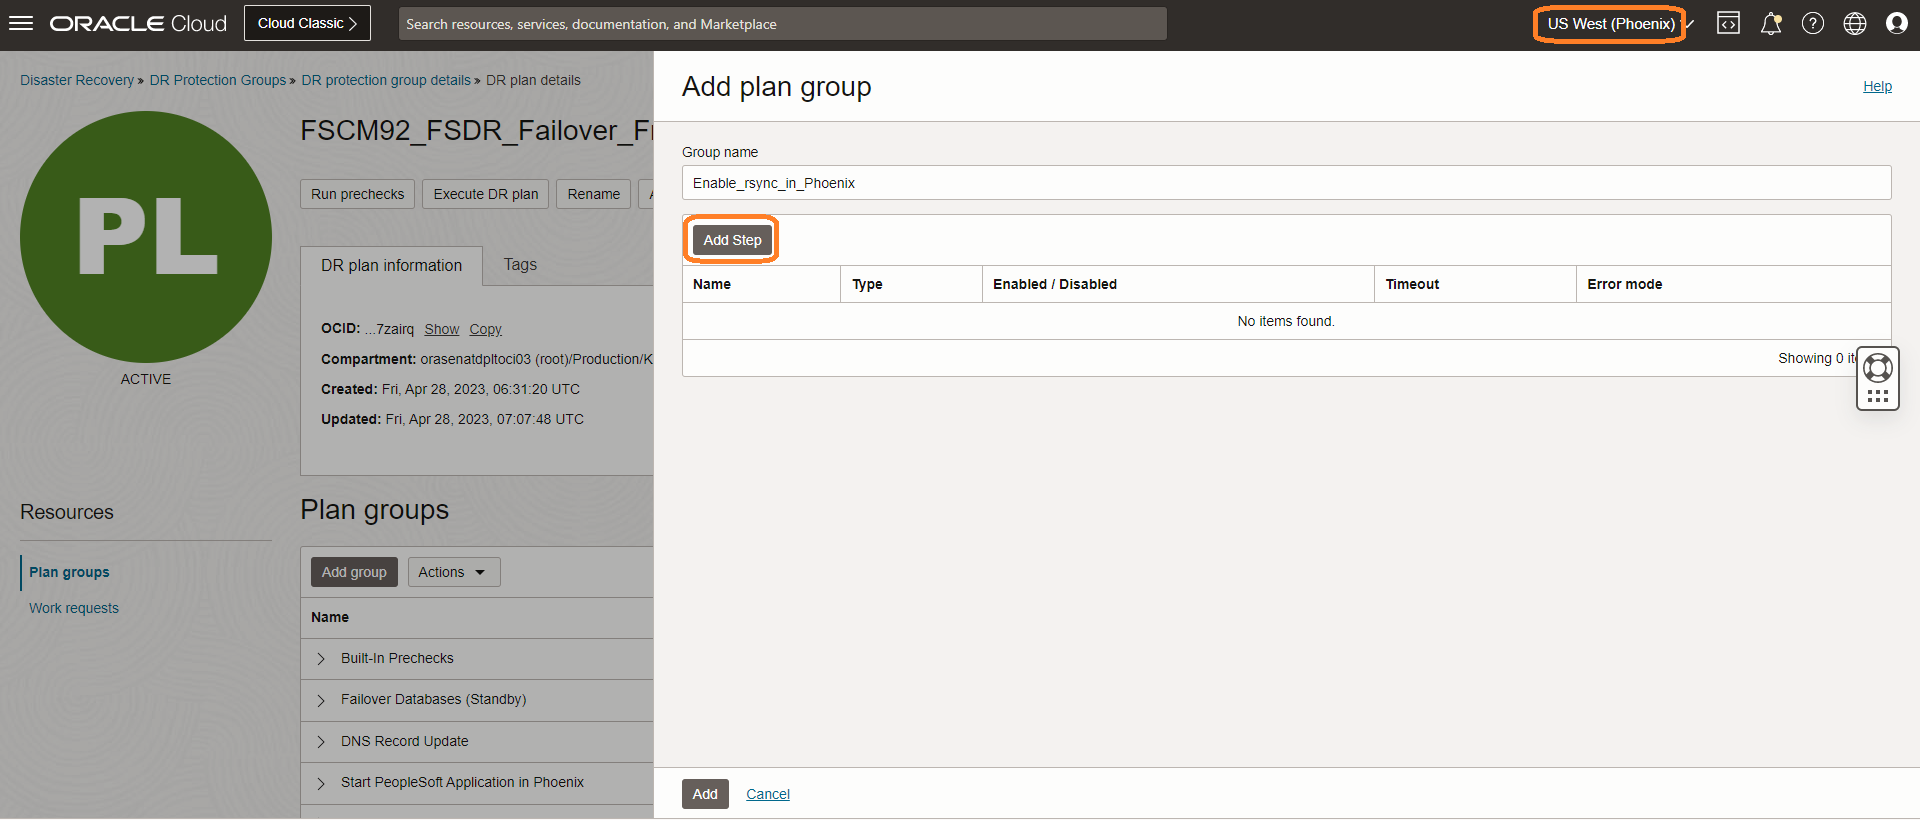 ORACLE Cloud
Cloud Classic
Search resources, services, documentation, and Marketplace
US West (Phoenix)
Disaster Recovery » DR Protection Groups » DR protection group details » DR plan details
PL
ACTIVE
FSCM92_FSDR_Failover_
Run prechecks Execute DR plan Rename
DR plan information Tags
OCID: ...7zairq Show Copy
Compartment: orasenatdpltoci03 (root)/Production/K
Created: Fri, Apr 28, 2023, 06:31:20 UTC
Updated: Fri, Apr 28, 2023, 07:07:48 UTC
Resources
Plan groups
Work requests
Plan groups
Add group Actions
Name
Built-In Prechecks
Failover Databases (Standby)
DNS Record Update
Start PeopleSoft Application in Phoenix
Add plan group
Help
Group name
Enable_rsync_in_Phoenix
Add Step
Name Type Enabled / Disabled Timeout Error mode
No items found.
Showing 0
Add Cancel